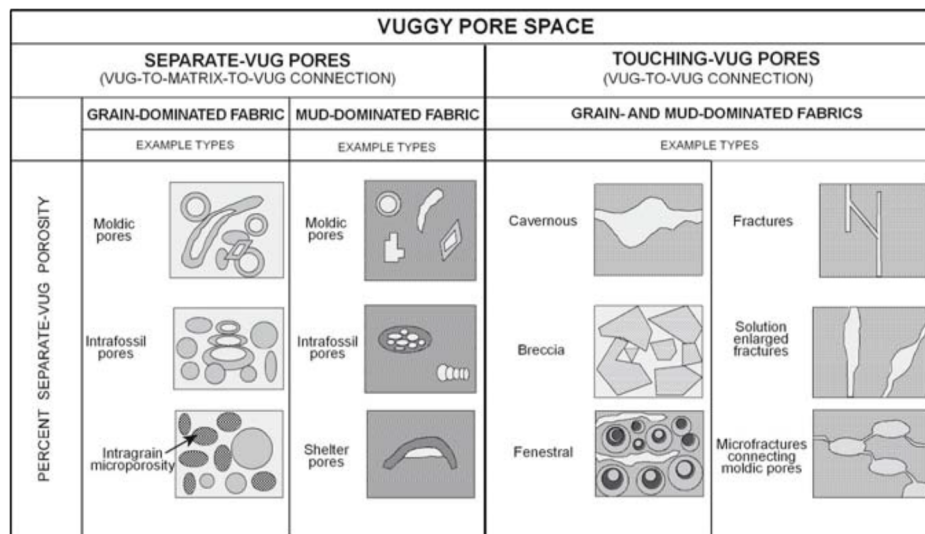 VUGGY PORE SPACE
SEPARATE-VUG PORES
(VUG-TO-MATRIX-TO-VUG CONNECTION)
TOUCHING-VUG PORES
(VUG-TO-VUG CONNECTION)
GRAIN-DOMINATED FABRIC
MUD-DOMINATED FABRIC
GRAIN- AND MUD-DOMINATED FABRICS
EXAMPLE TYPES
EXAMPLE TYPES
EXAMPLE TYPES
PERCENT SEPARATE-VUG POROSITY
Moldic
pores
Moldic
pores
Cavernous
Fractures
Intrafossil
pores
Intrafossil
pores
Breccia
Solution
enlarged
fractures
Intragrain
microporosity
Shelter
pores
Fenestral
Microfractures
connecting
moldic pores